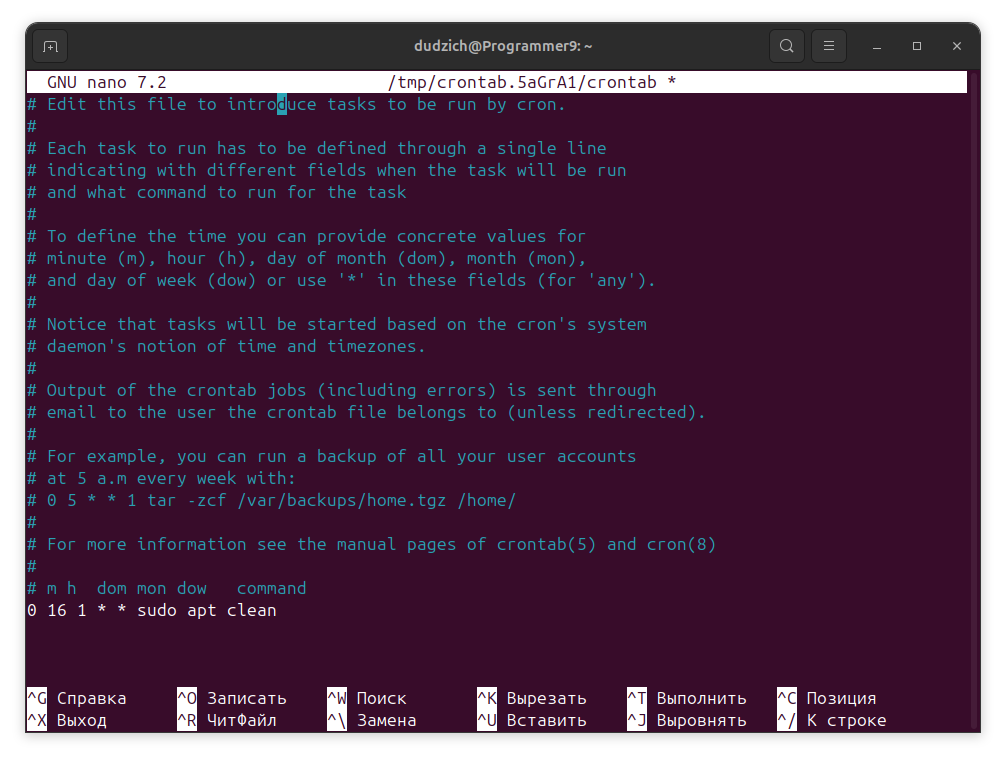 dudzich@Programmer9: ~
GNU nano 7.2 /tmp/crontab.5aGrA1/crontab *
# Edit this file to introduce tasks to be run by cron.
#
# Each task to run has to be defined through a single line
# indicating with different fields when the task will be run
# and what command to run for the task
#
# To define the time you can provide concrete values for
# minute (m), hour (h), day of month (dom), month (mon),
# and day of week (dow) or use '*' in these fields (for 'any').
#
# Notice that tasks will be started based on the cron's system
# daemon's notion of time and timezones.
#
# Output of the crontab jobs (including errors) is sent through
# email to the user the crontab file belongs to (unless redirected).
#
# For example, you can run a backup of all your user accounts
# at 5 a.m every week with:
# 0 5 * * 1 tar -zcf /var/backups/home.tgz /home/
#
# For more information see the manual pages of crontab(5) and cron(8)
#
# m h  dom mon dow   command
0 16 1 * * sudo apt clean
^G Справка ^O Записать ^W Поиск ^K Вырезать ^T Выполнить ^C Позиция
^X Выход ^R ЧитФайл ^\ Замена ^U Вставить ^J Выровнять ^/ К строке